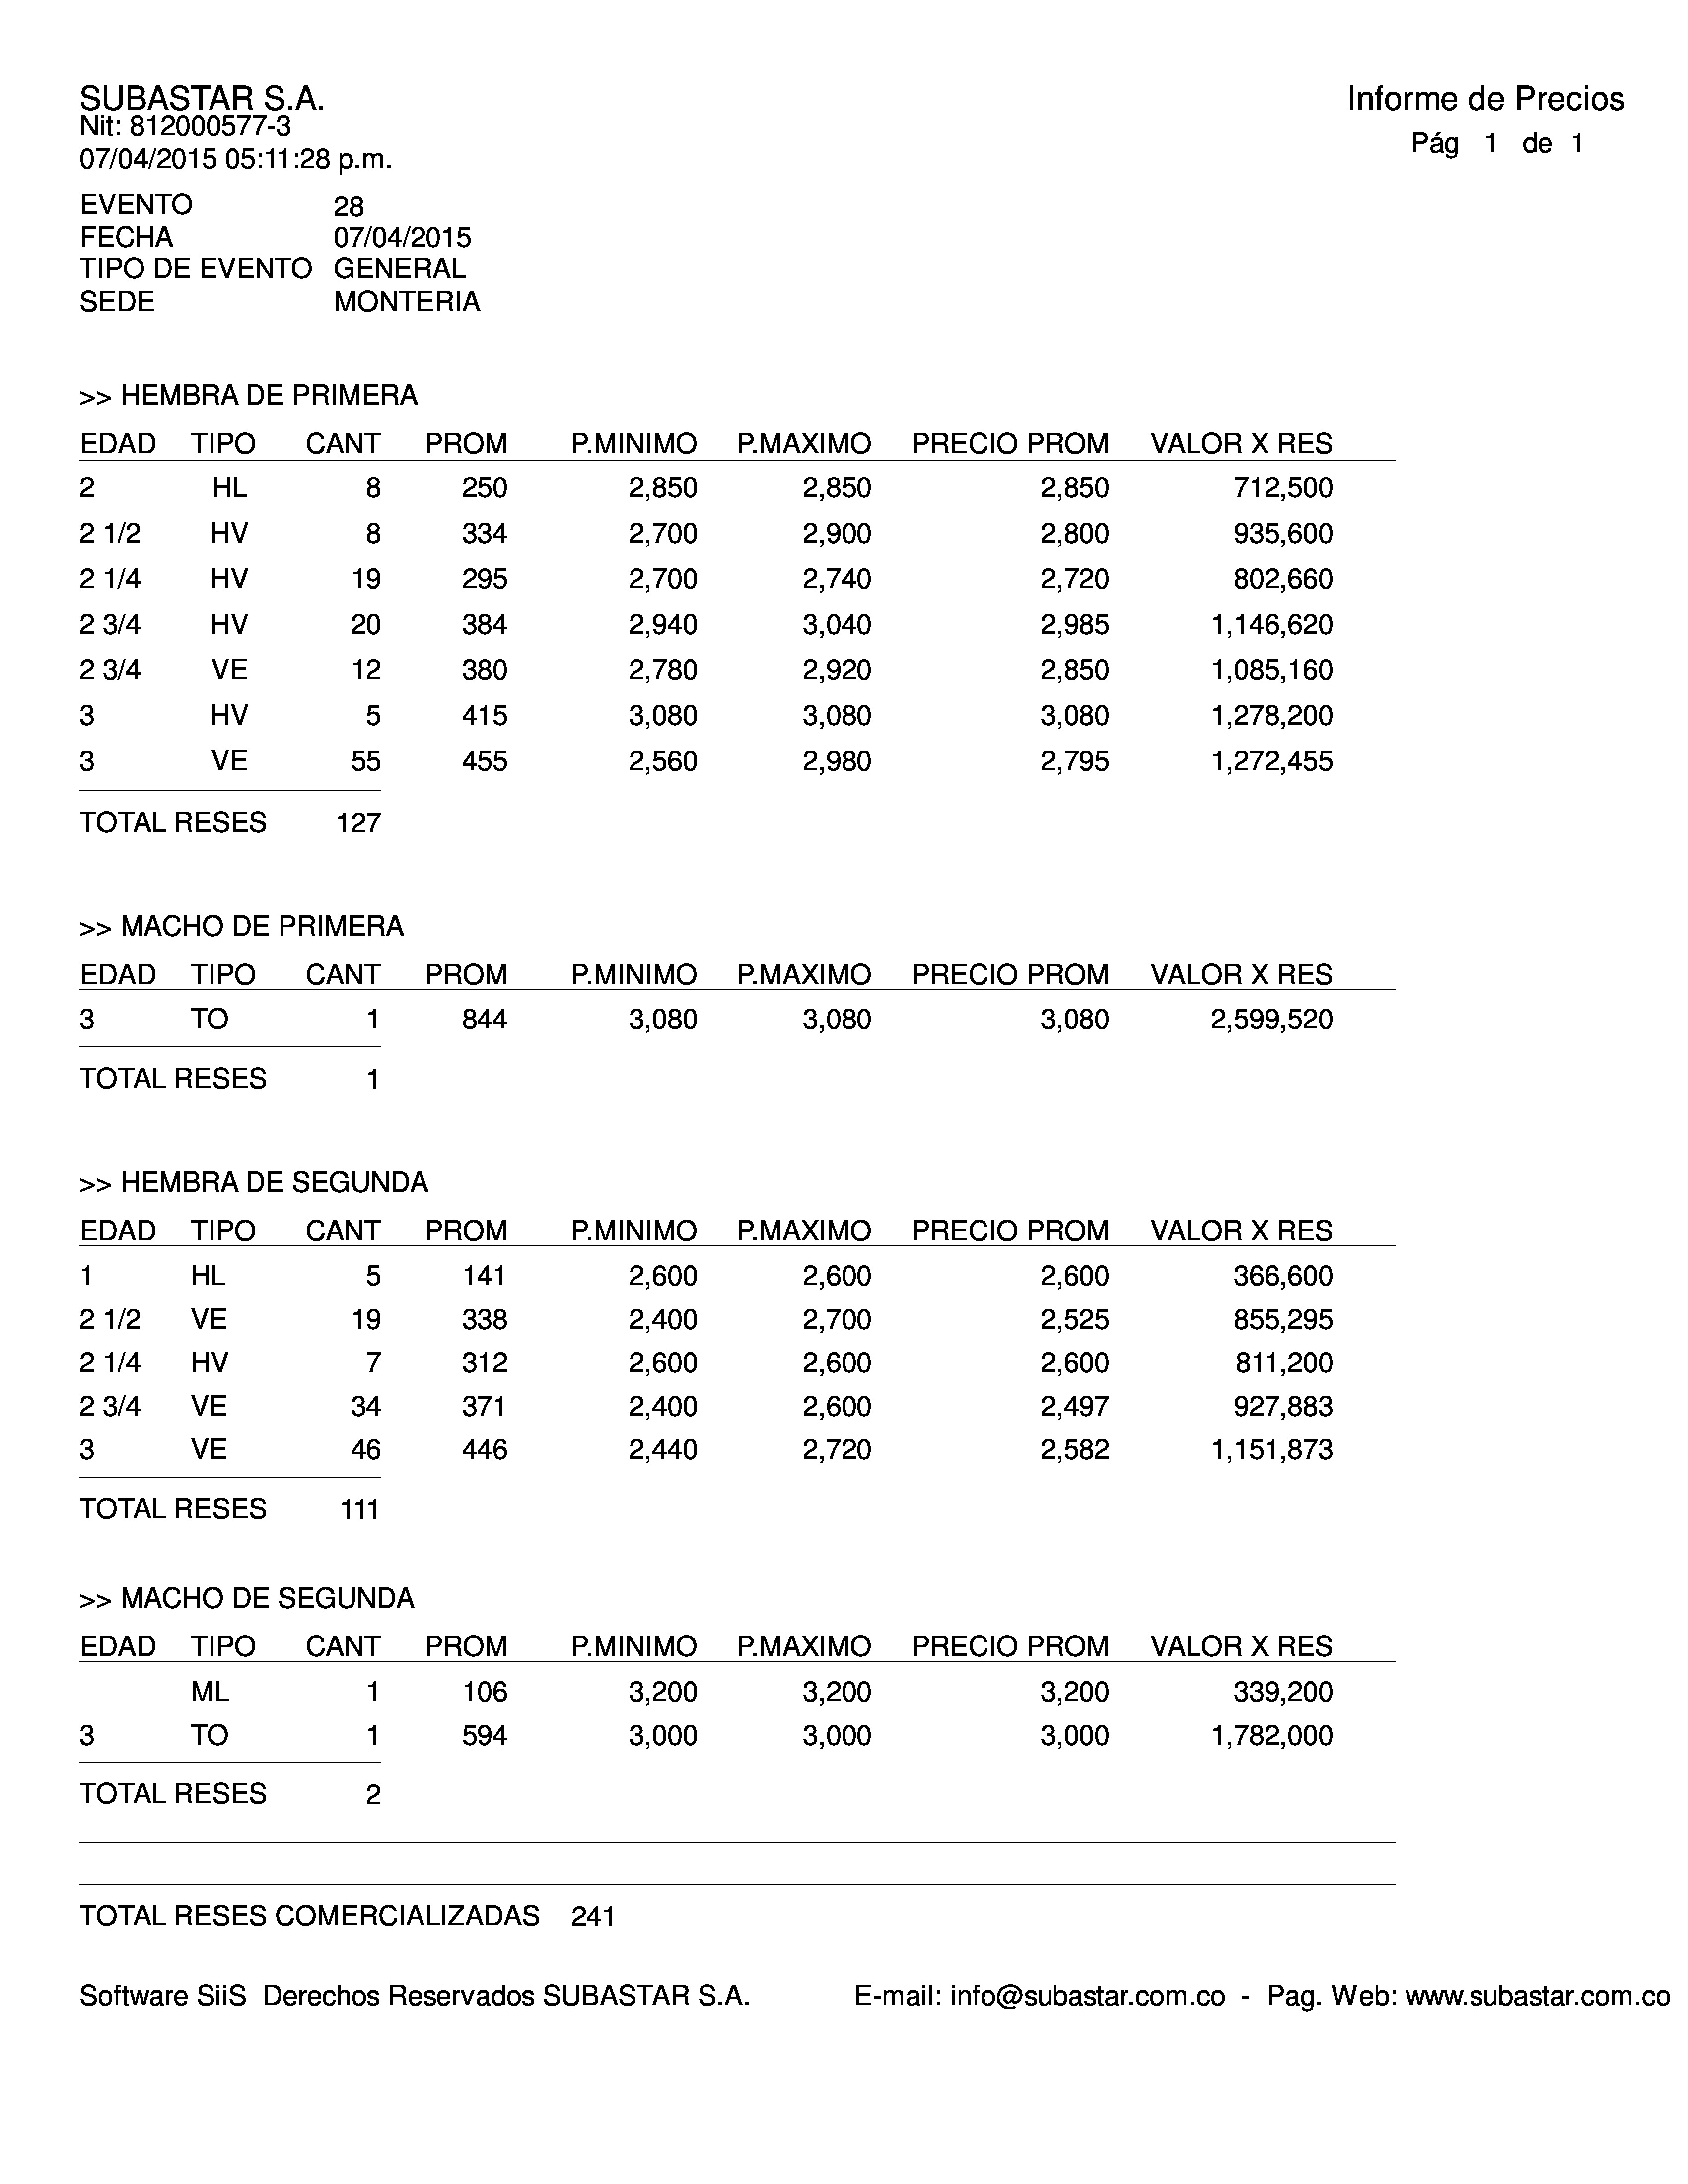 SUBASTAR S.A.
Informe de Precios
Nit: 812000577-3
Pág 1 de 1
07/04/2015 05:11:28 p.m.
EVENTO 28
FECHA 07/04/2015
TIPO DE EVENTO GENERAL
SEDE MONTERIA
>> HEMBRA DE PRIMERA
EDAD TIPO CANT PROM P.MINIMO P.MAXIMO PRECIO PROM VALOR X RES
2 HL 8 250 2,850 2,850 2,850 712,500
2 1/2 HV 8 334 2,700 2,900 2,800 935,600
2 1/4 HV 19 295 2,700 2,740 2,720 802,660
2 3/4 HV 20 384 2,940 3,040 2,985 1,146,620
2 3/4 VE 12 380 2,780 2,920 2,850 1,085,160
3 HV 5 415 3,080 3,080 3,080 1,278,200
3 VE 55 455 2,560 2,980 2,795 1,272,455
TOTAL RESES 127
>> MACHO DE PRIMERA
EDAD TIPO CANT PROM P.MINIMO P.MAXIMO PRECIO PROM VALOR X RES
3 TO 1 844 3,080 3,080 3,080 2,599,520
TOTAL RESES 1
>> HEMBRA DE SEGUNDA
EDAD TIPO CANT PROM P.MINIMO P.MAXIMO PRECIO PROM VALOR X RES
1 HL 5 141 2,600 2,600 2,600 366,600
2 1/2 VE 19 338 2,400 2,700 2,525 855,295
2 1/4 HV 7 312 2,600 2,600 2,600 811,200
2 3/4 VE 34 371 2,400 2,600 2,497 927,883
3 VE 46 446 2,440 2,720 2,582 1,151,873
TOTAL RESES 111
>> MACHO DE SEGUNDA
EDAD TIPO CANT PROM P.MINIMO P.MAXIMO PRECIO PROM VALOR X RES
ML 1 106 3,200 3,200 3,200 339,200
3 TO 1 594 3,000 3,000 3,000 1,782,000
TOTAL RESES 2
TOTAL RESES COMERCIALIZADAS 241
Software SiiS Derechos Reservados SUBASTAR S.A. E-mail: info@subastar.com.co - Pag. Web: www.subastar.com.co